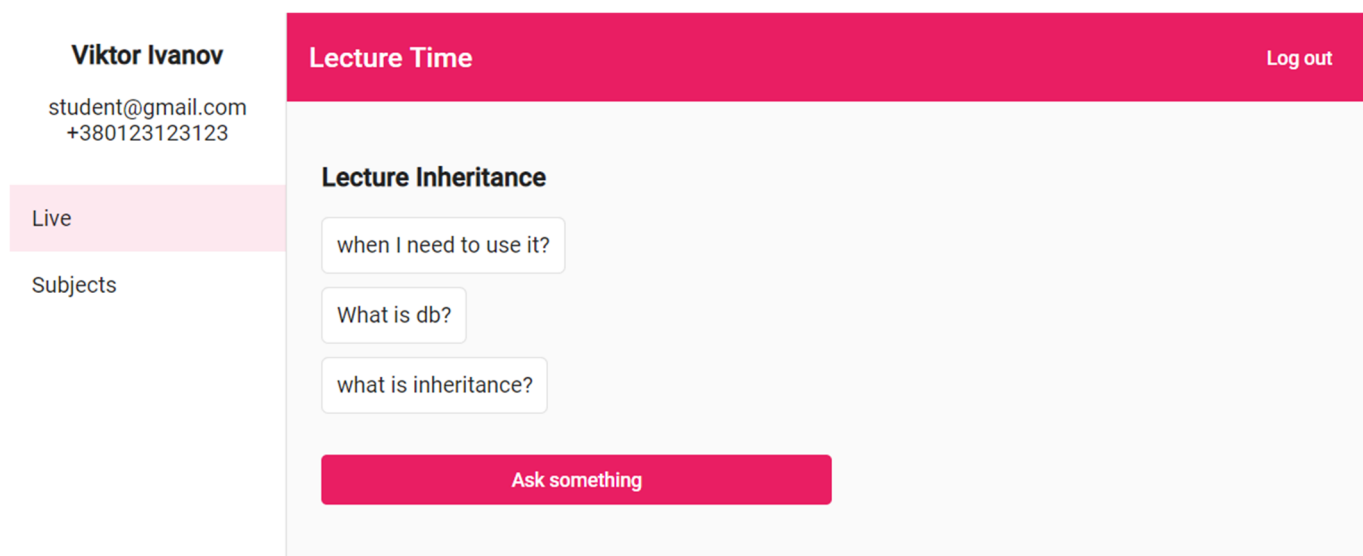 Viktor Ivanov
student@gmail.com
+380123123123
Live
Subjects
Lecture Time
Log out
Lecture Inheritance
when I need to use it?
What is db?
what is inheritance?
Ask something